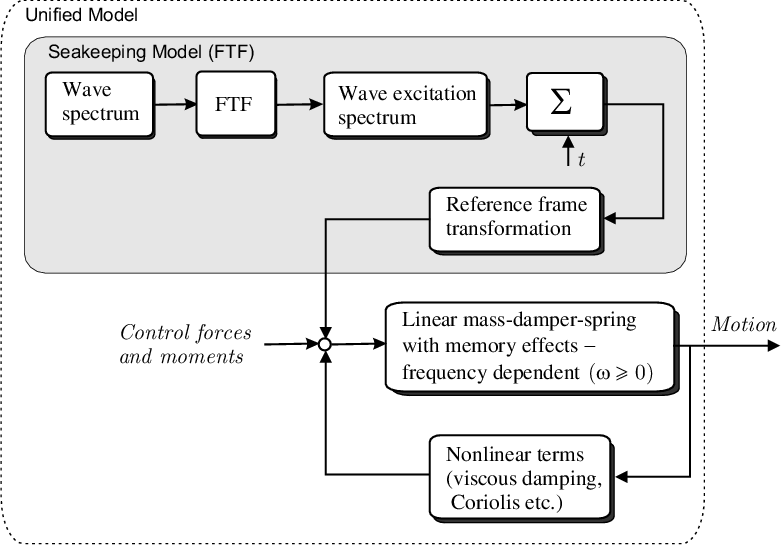 Unified Model
Seakeeping Model (FTF)
Wave
spectrum
FTF
Wave excitation
spectrum
Σ
t
Reference frame
transformation
Control forces
and moments
Linear mass-damper-spring
with memory effects –
frequency dependent (ω ⩾ 0)
Motion
Nonlinear terms
(viscous damping,
Coriolis etc.)